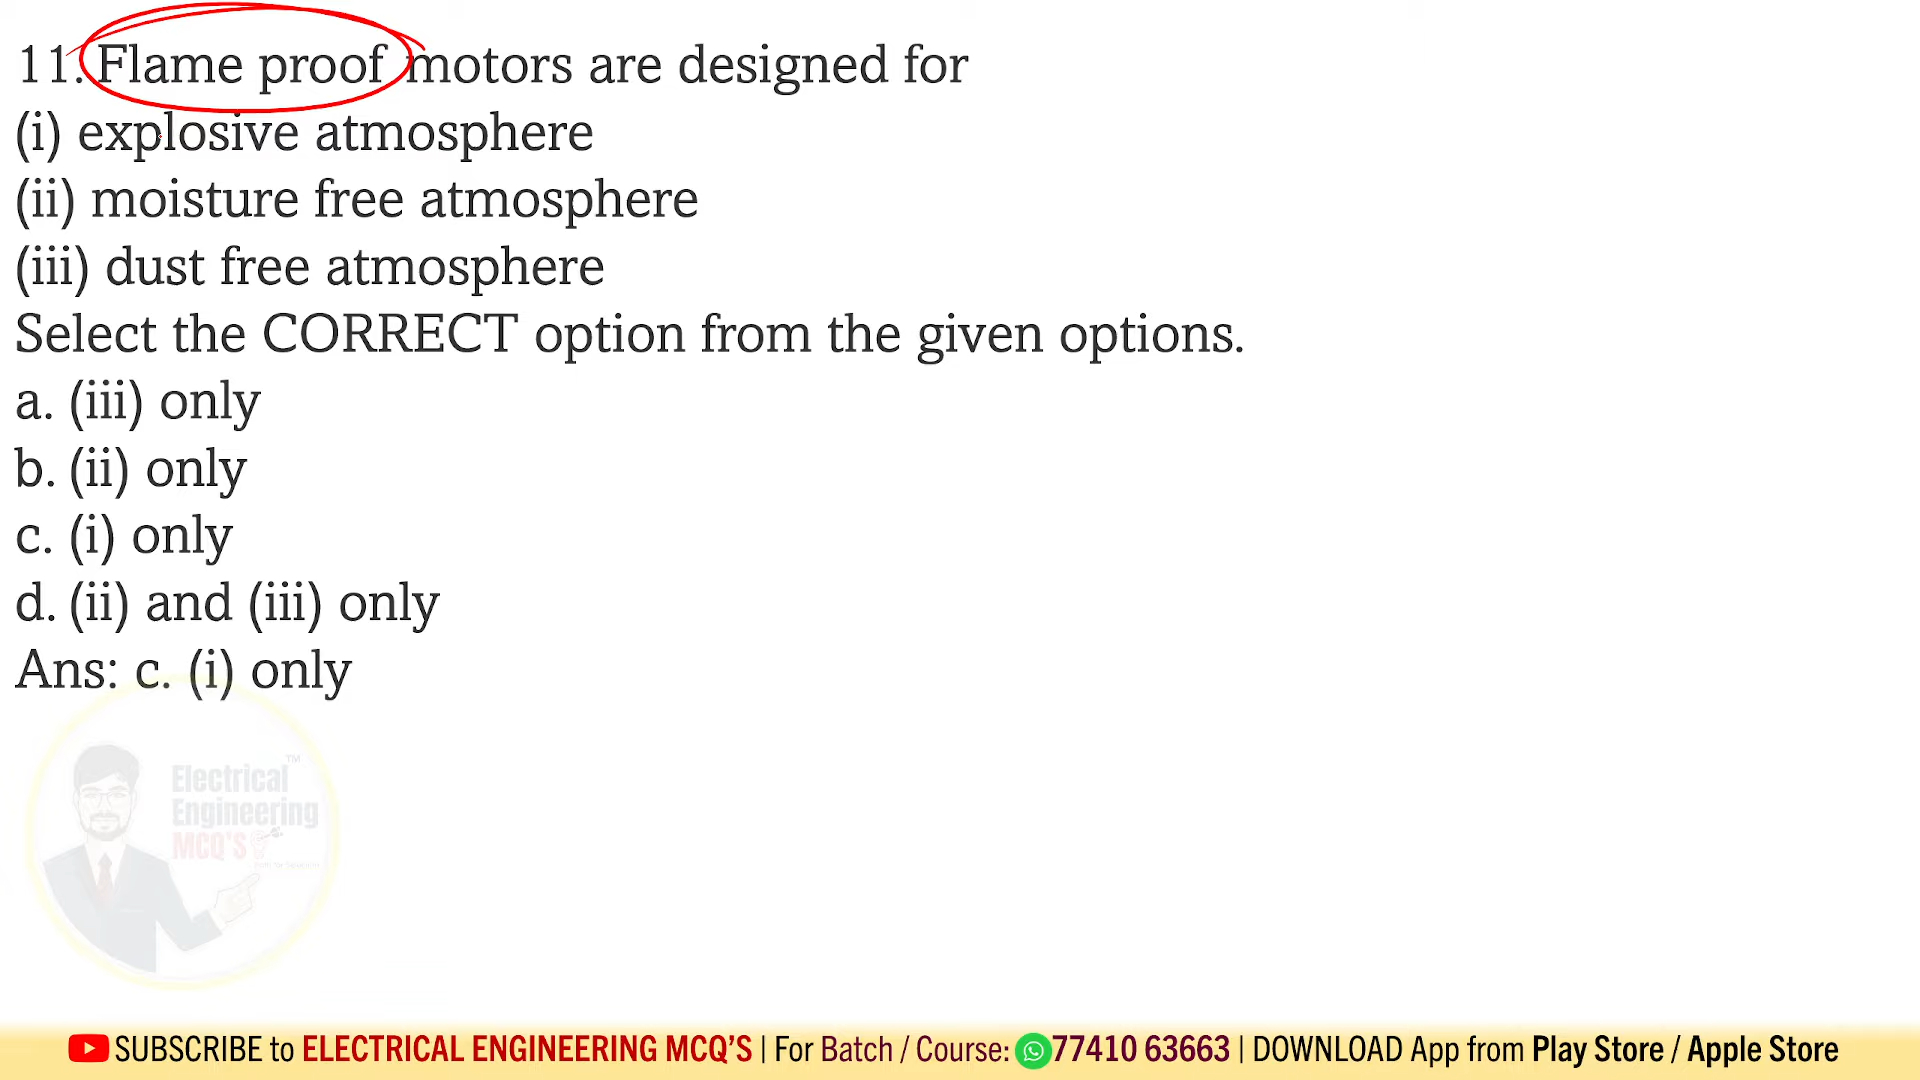 11. Flame proof motors are designed for
(i) explosive atmosphere
(ii) moisture free atmosphere
(iii) dust free atmosphere
Select the CORRECT option from the given options.
a. (iii) only
b. (ii) only
c. (i) only
d. (ii) and (iii) only
Ans: c. (i) only
Electrical
Engineering
MCQ'S
TM
SUBSCRIBE to ELECTRICAL ENGINEERING MCQ'S | For Batch / Course: 77410 63663 | DOWNLOAD App from Play Store / Apple Store